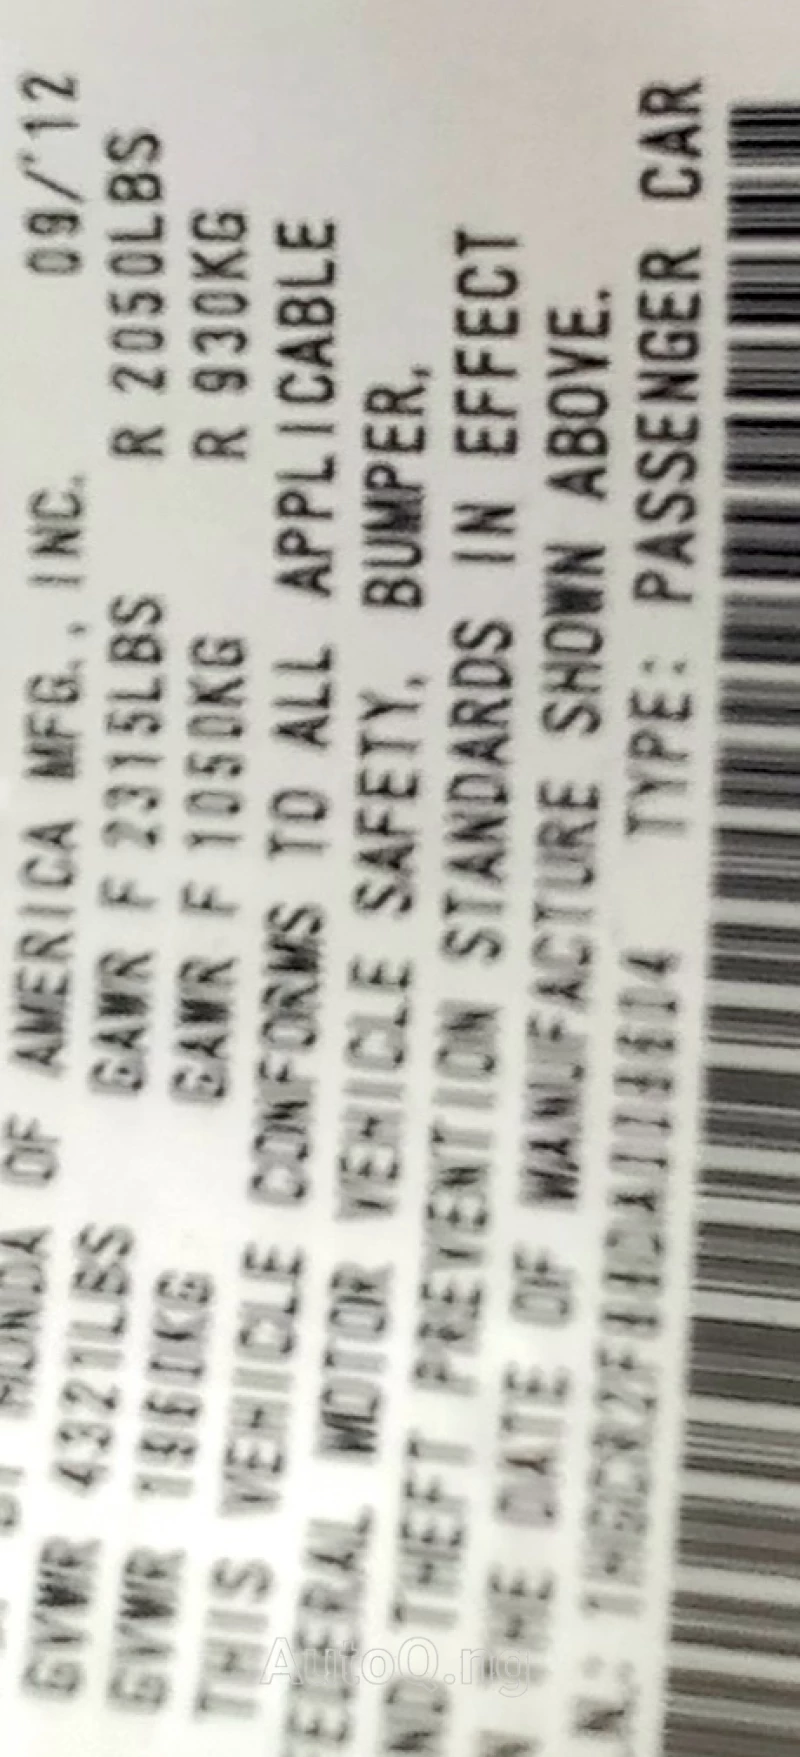 HONDA OF AMERICA MFG., INC. 09/12
GVWR 4321LBS GAWR F 2315LBS R 2050LBS
GVWR 1960KG GAWR F 1050KG R 930KG
THIS VEHICLE CONFORMS TO ALL APPLICABLE
FEDERAL MOTOR VEHICLE SAFETY, BUMPER,
THEFT PREVENTION STANDARDS IN EFFECT
THE DATE OF MANUFACTURE SHOWN ABOVE.
TYPE: PASSENGER CAR
AutoQ.ng